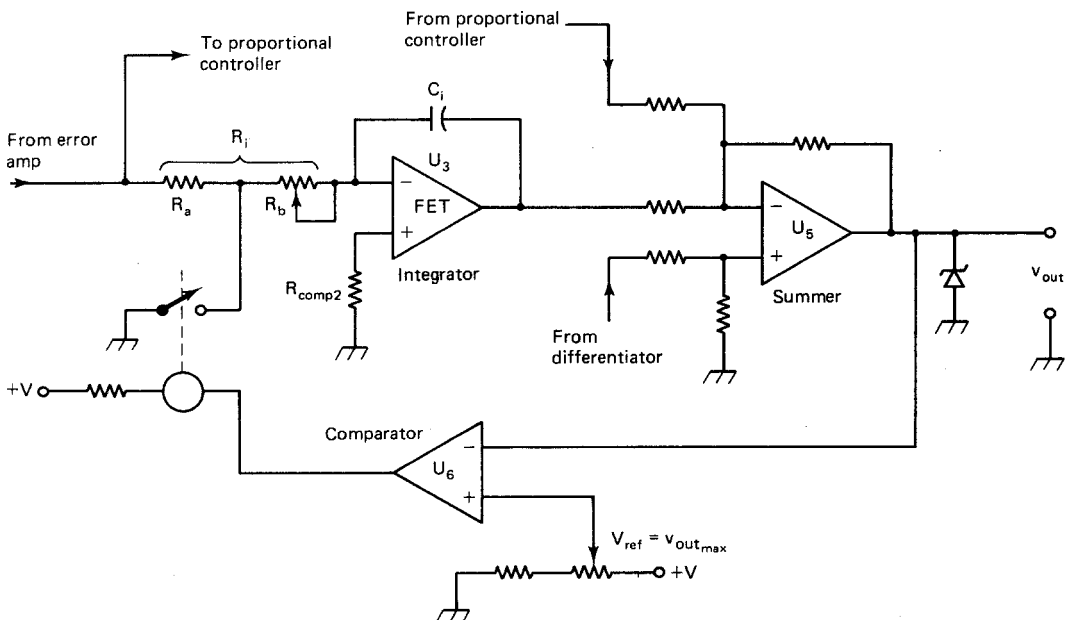 From proportional
controller
To proportional
controller
From error
amp
R_i
C_i
U_3
R_a
R_b
−
FET
+
R_comp2
Integrator
−
U_5
+
Summer
v_out
From
differentiator
+V
Comparator
−
U_6
+
V_ref = v_out_max
+V